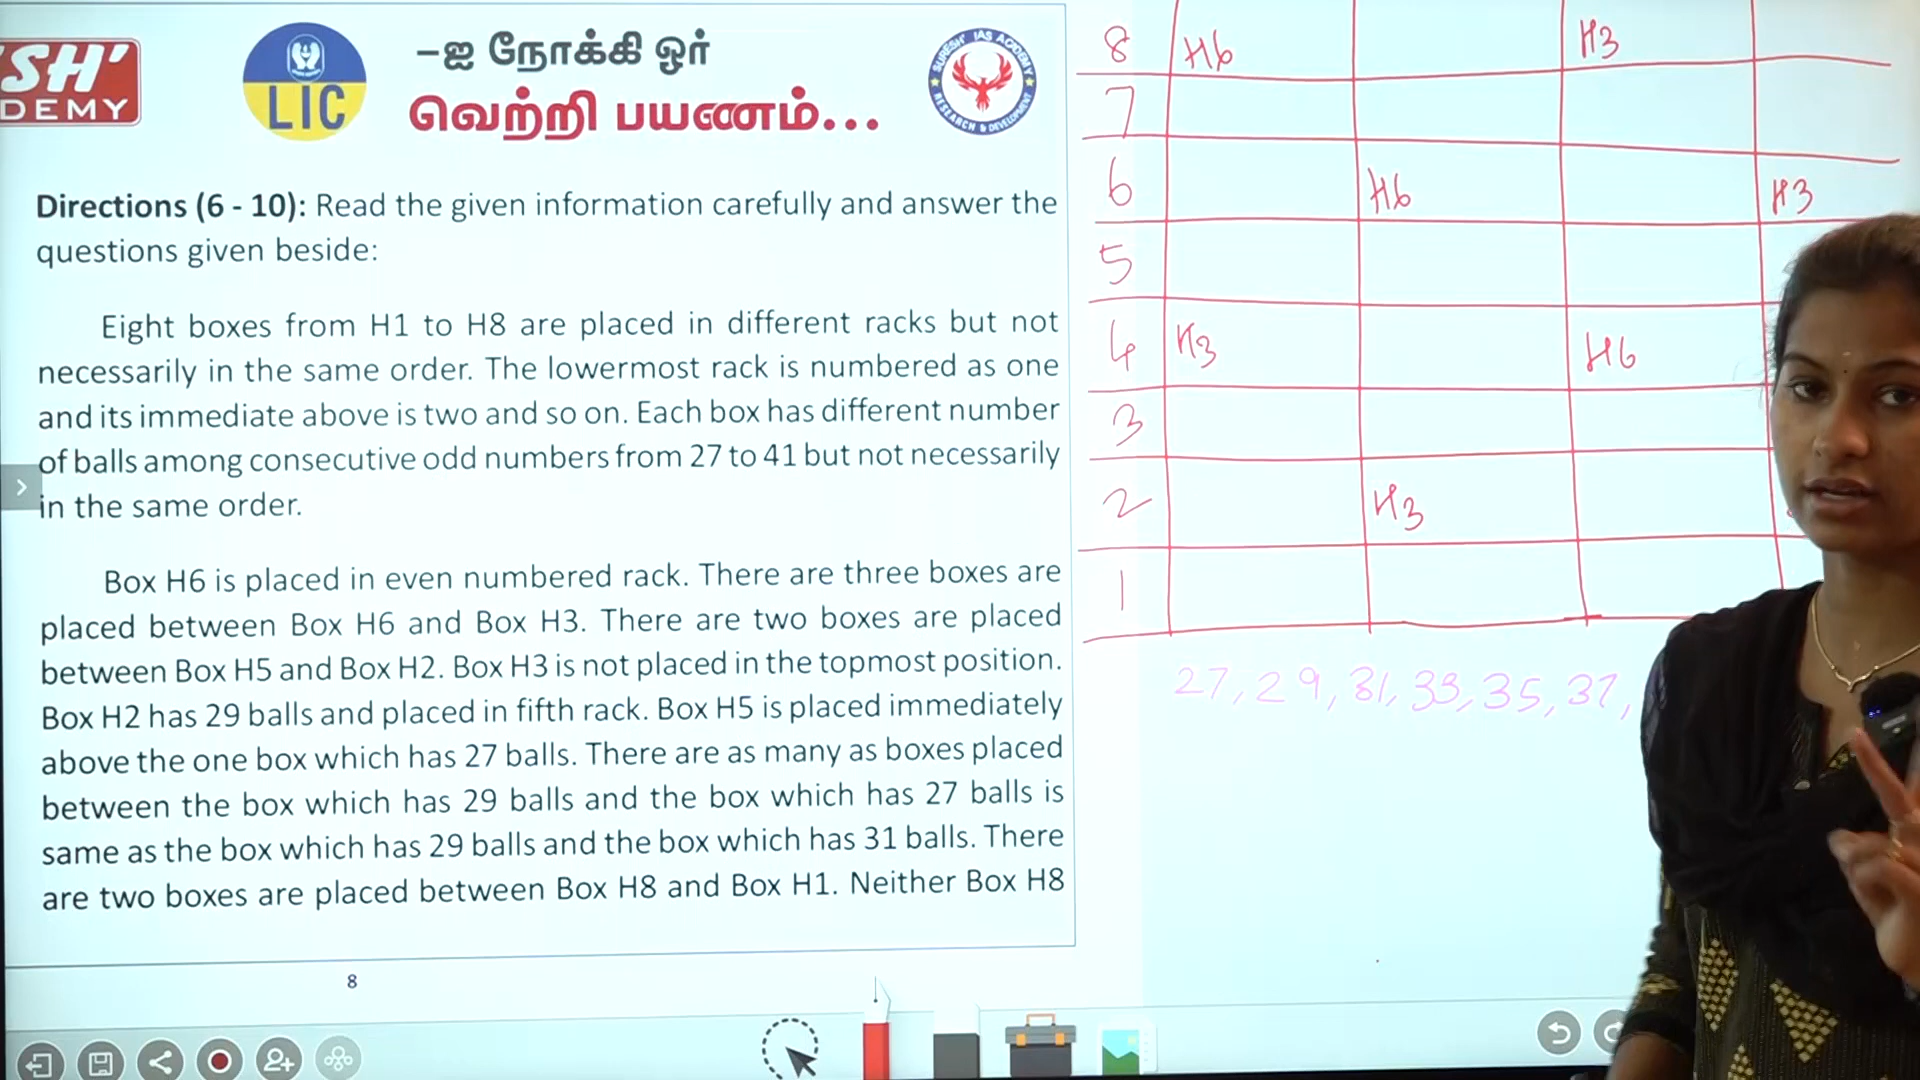 SH'
DEMY
LIC
–ஐ நோக்கி ஓர்
வெற்றி பயணம்...
SURESH' IAS ACADEMY
RESEARCH & DEVELOPMENT
Directions (6 - 10): Read the given information carefully and answer the
questions given beside:
Eight boxes from H1 to H8 are placed in different racks but not
necessarily in the same order. The lowermost rack is numbered as one
and its immediate above is two and so on. Each box has different number
of balls among consecutive odd numbers from 27 to 41 but not necessarily
in the same order.
Box H6 is placed in even numbered rack. There are three boxes are
placed between Box H6 and Box H3. There are two boxes are placed
between Box H5 and Box H2. Box H3 is not placed in the topmost position.
Box H2 has 29 balls and placed in fifth rack. Box H5 is placed immediately
above the one box which has 27 balls. There are as many as boxes placed
between the box which has 29 balls and the box which has 27 balls is
same as the box which has 29 balls and the box which has 31 balls. There
are two boxes are placed between Box H8 and Box H1. Neither Box H8
8
8 H6 H3
7
6 H6 H3
5
4 H3 H6
3
2 H3
1
27, 29, 31, 33, 35, 37,